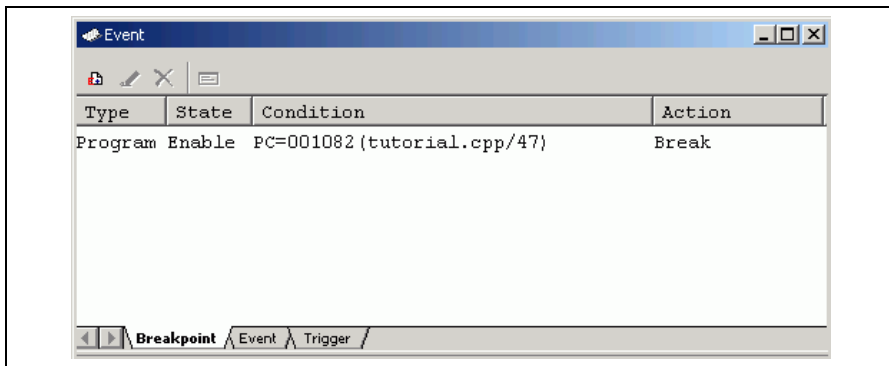 Event
Type State Condition Action
Program Enable PC=001082(tutorial.cpp/47) Break
Breakpoint Event Trigger